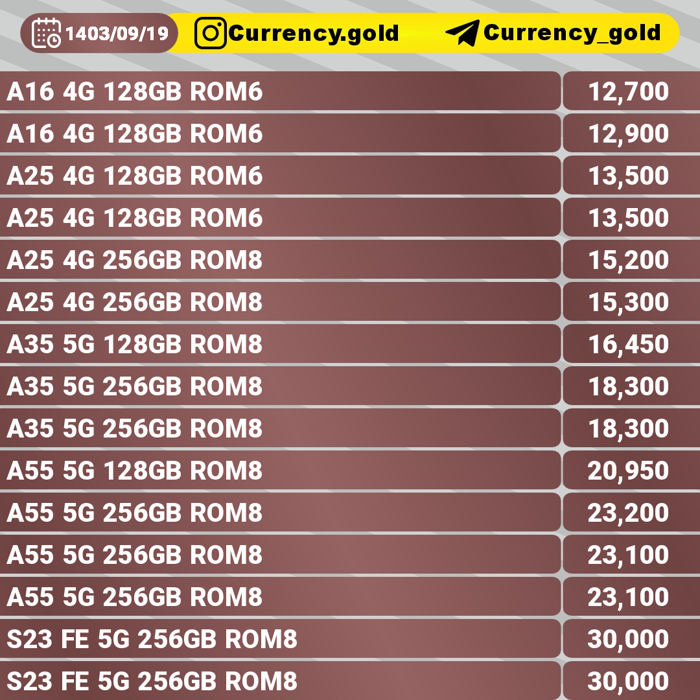 1403/09/19 Currency.gold Currency_gold
A16 4G 128GB ROM6 12,700
A16 4G 128GB ROM6 12,900
A25 4G 128GB ROM6 13,500
A25 4G 128GB ROM6 13,500
A25 4G 256GB ROM8 15,200
A25 4G 256GB ROM8 15,300
A35 5G 128GB ROM8 16,450
A35 5G 256GB ROM8 18,300
A35 5G 256GB ROM8 18,300
A55 5G 128GB ROM8 20,950
A55 5G 256GB ROM8 23,200
A55 5G 256GB ROM8 23,100
A55 5G 256GB ROM8 23,100
S23 FE 5G 256GB ROM8 30,000
S23 FE 5G 256GB ROM8 30,000